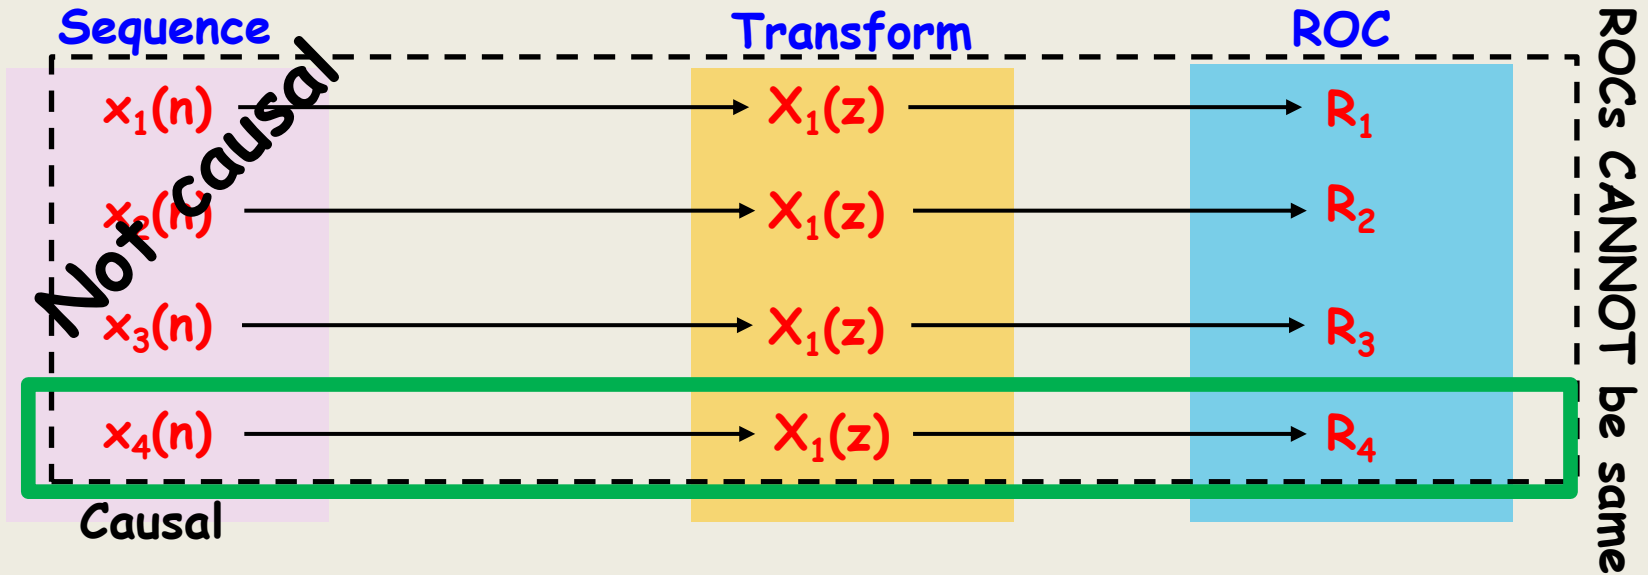 Sequence Transform ROC
x₁(n) X₁(z) R₁
x₂(n) X₁(z) R₂
x₃(n) X₁(z) R₃
x₄(n) X₁(z) R₄
Causal
Not causal
ROCs CANNOT be same